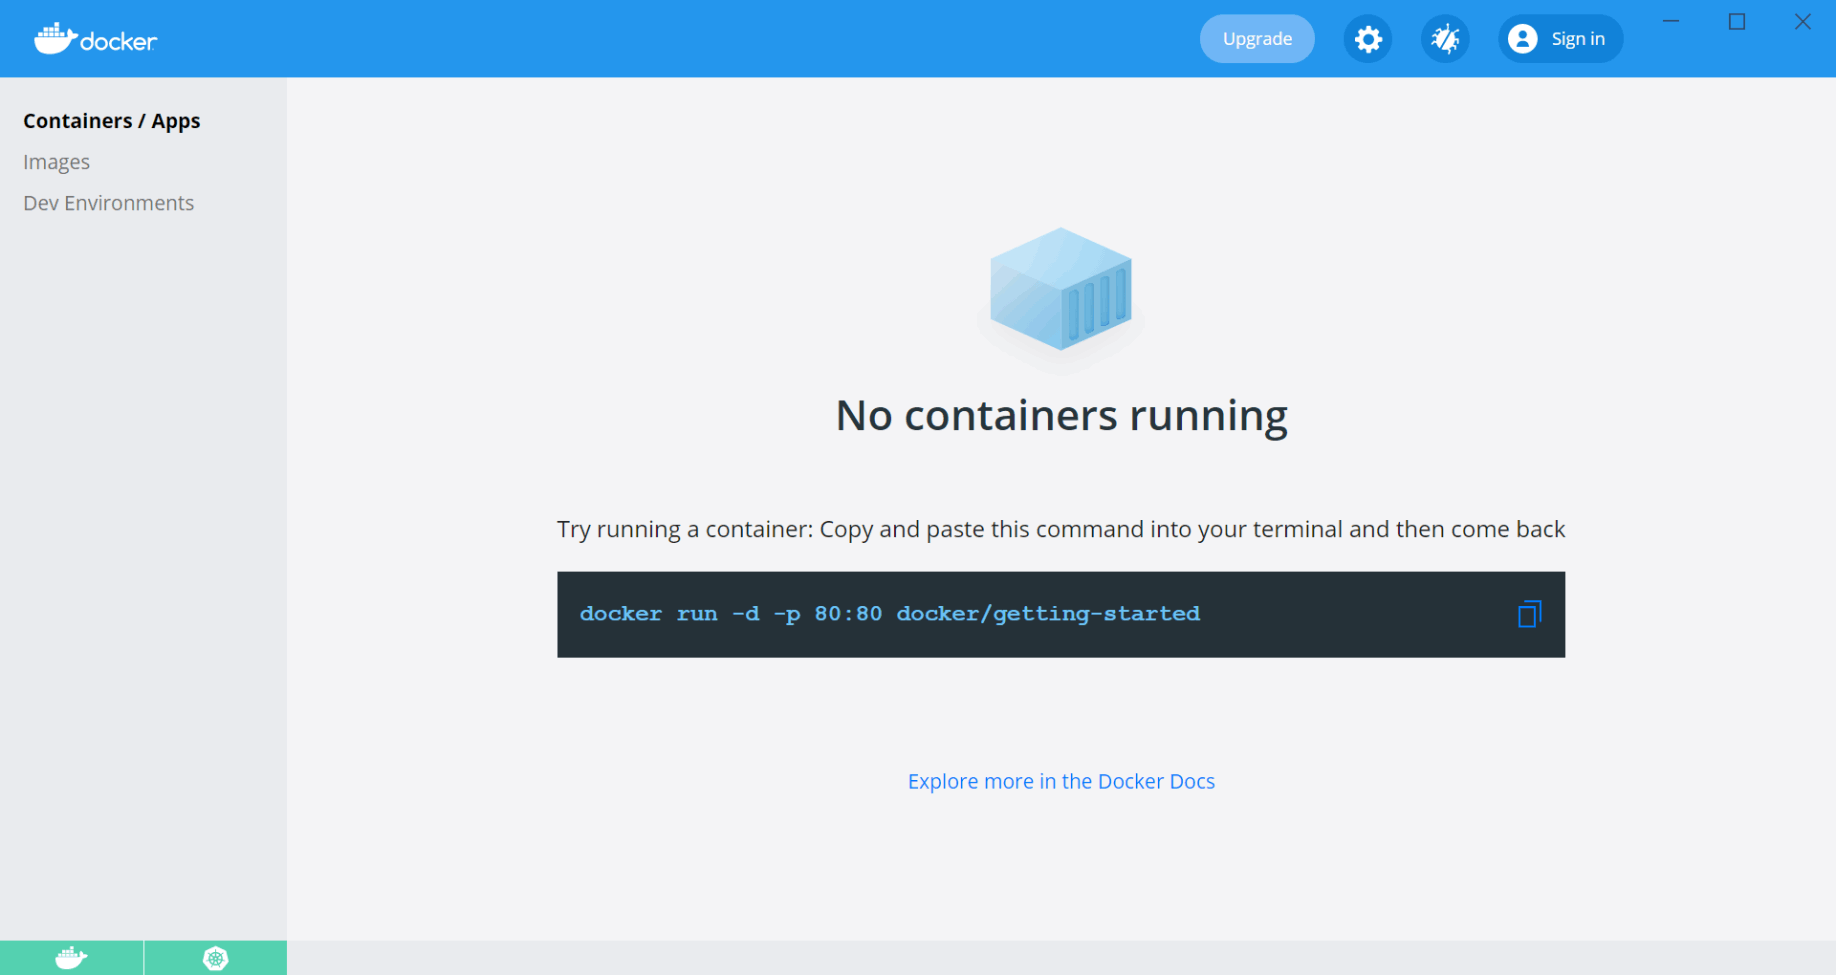 docker
Upgrade
Sign in
Containers / Apps
Images
Dev Environments
No containers running
Try running a container: Copy and paste this command into your terminal and then come back
docker run -d -p 80:80 docker/getting-started
Explore more in the Docker Docs